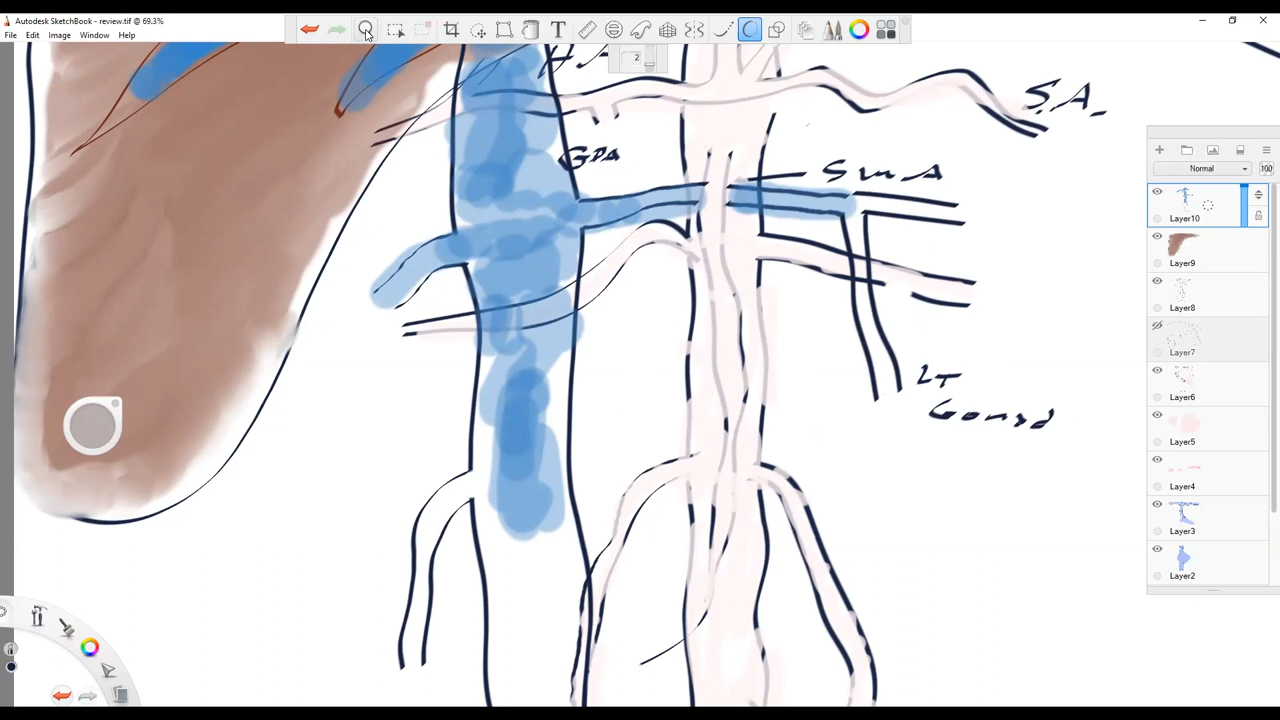 Autodesk SketchBook - review.tif @ 69.3%
File Edit Image Window Help
T
2
S.A.
GDA
SMA
LT
Gonad
Normal
100
Layer10
Layer9
Layer8
Layer7
Layer6
Layer5
Layer4
Layer3
Layer2